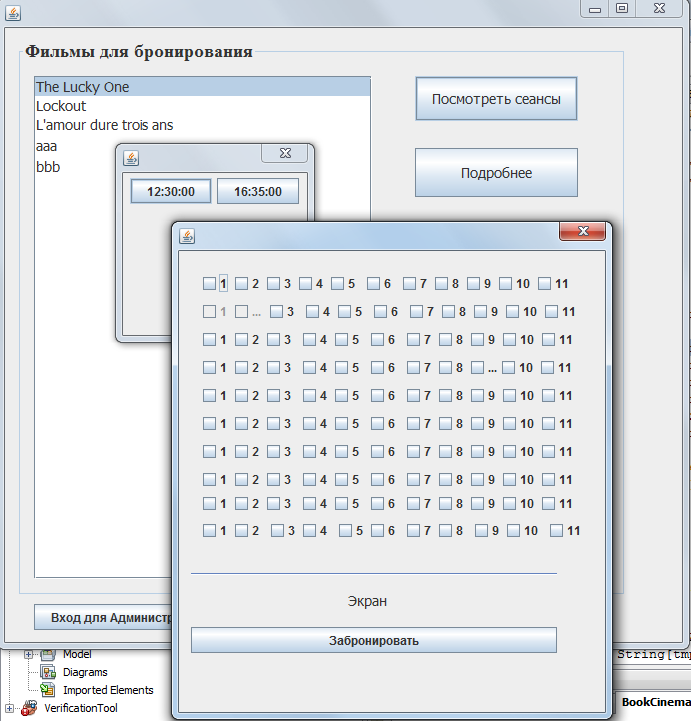 Фильмы для бронирования
The Lucky One
Lockout
L'amour dure trois ans
aaa
bbb
Посмотреть сеансы
Подробнее
12:30:00 16:35:00
1 2 3 4 5 6 7 8 9 10 11
1 ... 3 4 5 6 7 8 9 10 11
1 2 3 4 5 6 7 8 9 10 11
1 2 3 4 5 6 7 8 ... 10 11
1 2 3 4 5 6 7 8 9 10 11
1 2 3 4 5 6 7 8 9 10 11
1 2 3 4 5 6 7 8 9 10 11
1 2 3 4 5 6 7 8 9 10 11
1 2 3 4 5 6 7 8 9 10 11
1 2 3 4 5 6 7 8 9 10 11
Экран
Забронировать
Вход для Администр
Model
Diagrams
Imported Elements
VerificationTool
String[tmp
BookCinema